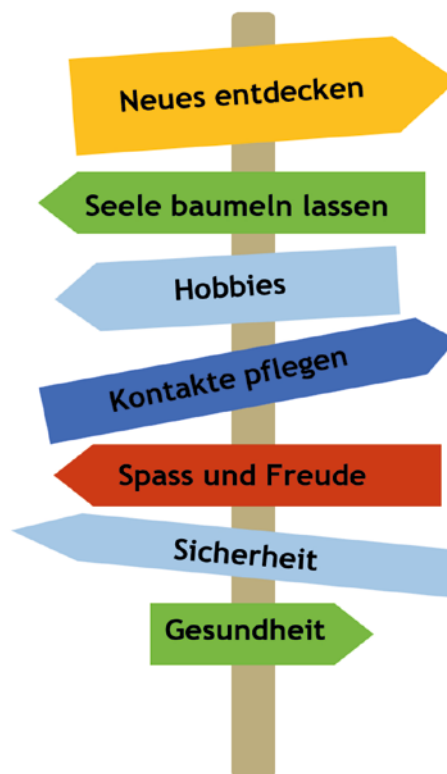 Neues entdecken
Seele baumeln lassen
Hobbies
Kontakte pflegen
Spass und Freude
Sicherheit
Gesundheit